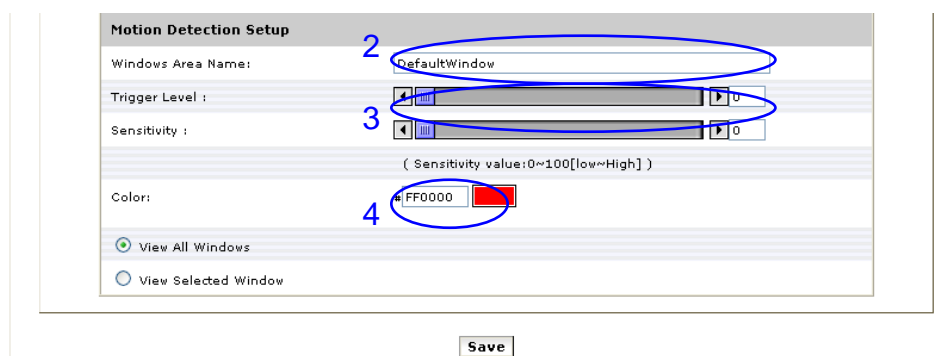 Motion Detection Setup
2
Windows Area Name: DefaultWindow
Trigger Level : 0
3
Sensitivity : 0
( Sensitivity value:0~100[low~High] )
Color: # FF0000
4
View All Windows
View Selected Window
Save